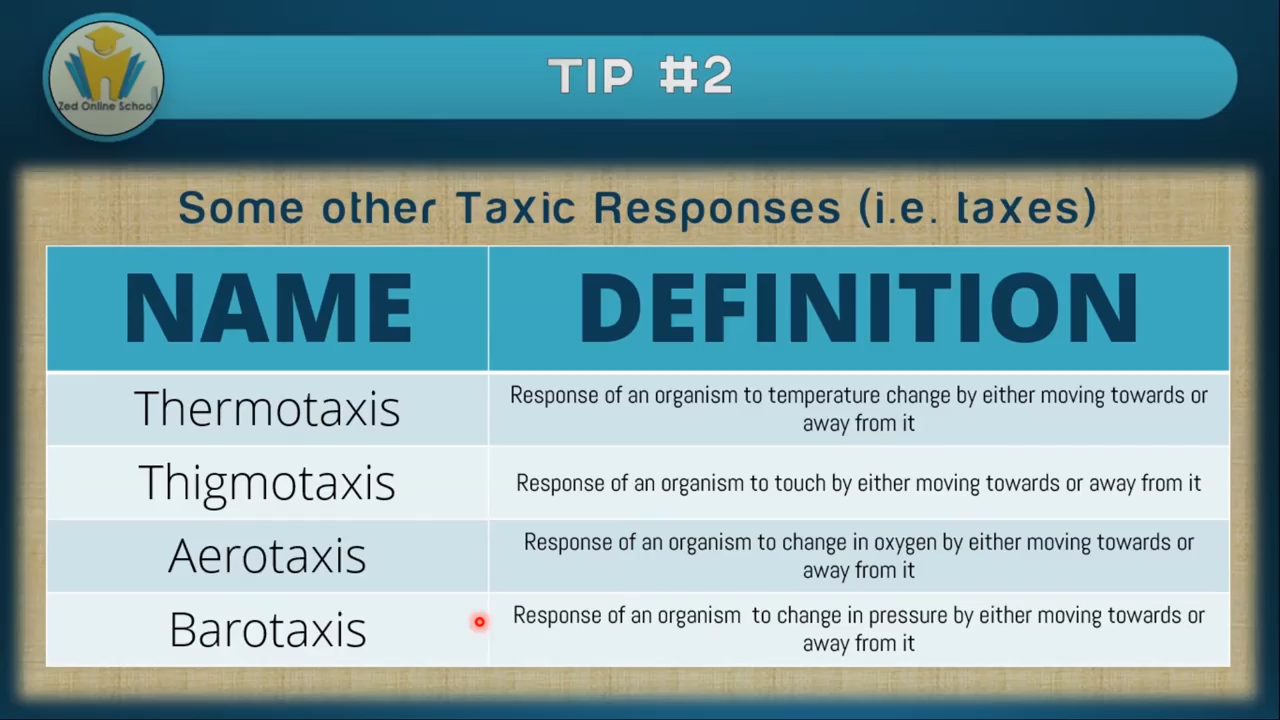 Zed Online School
TIP #2
Some other Taxic Responses (i.e. taxes)
NAME
DEFINITION
Thermotaxis
Response of an organism to temperature change by either moving towards or
away from it
Thigmotaxis
Response of an organism to touch by either moving towards or away from it
Aerotaxis
Response of an organism to change in oxygen by either moving towards or
away from it
Barotaxis
Response of an organism to change in pressure by either moving towards or
away from it